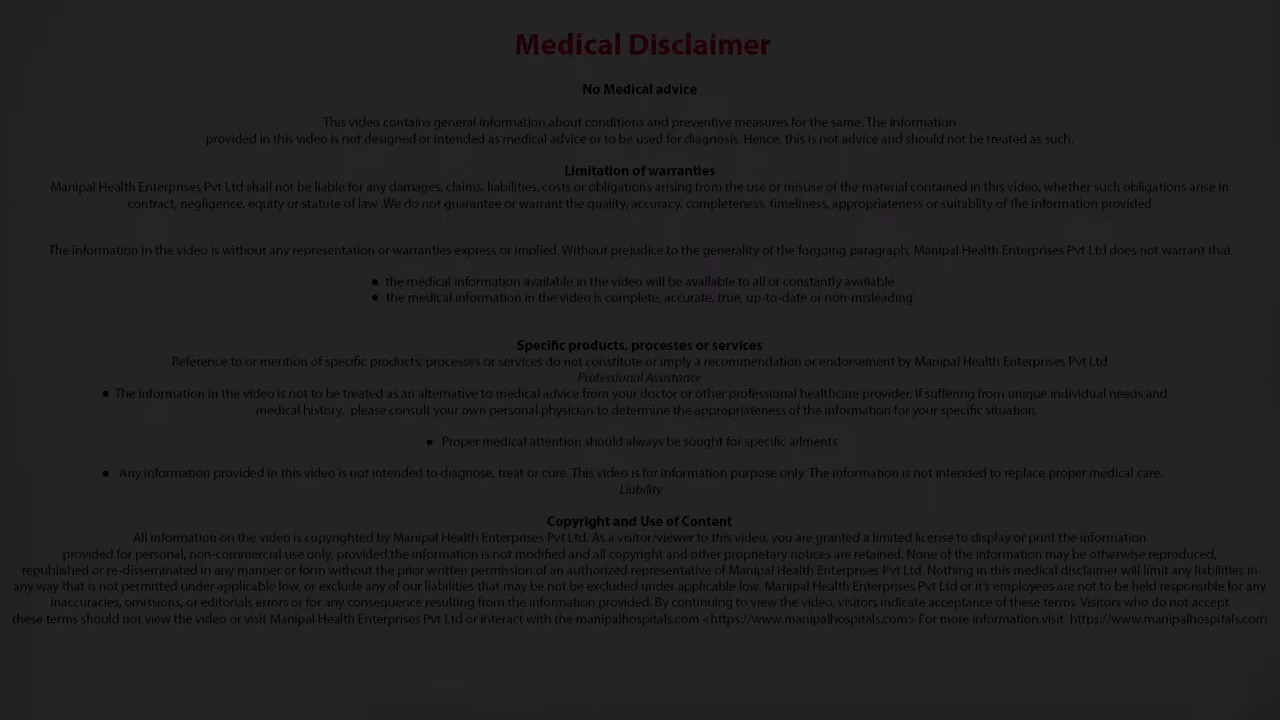 Medical Disclaimer
No Medical advice
This video contains general information about conditions and preventive measures for the same. The information
provided in this video is not designed or intended as medical advice or to be used for diagnosis. Hence, this is not advice and should not be treated as such.
Limitation of warranties
Manipal Health Enterprises Pvt Ltd shall not be liable for any damages, claims, liabilities, costs or obligations arising from the use or misuse of the material contained in this video, whether such obligations arise in
contract, negligence, equity or statute of law .We do not guarantee or warrant the quality, accuracy, completeness, timeliness, appropriateness or suitablity of the information provided
The information in the video is without any representation or warranties express or implied. Without prejudice to the generality of the forgoing paragraph, Manipal Health Enterprises Pvt Ltd does not warrant that
● the medical information available in the video will be available to all or constantly available
● the medical information in the video is complete, accurate, true, up-to-date or non-misleading
Specific products, processes or services
Reference to or mention of specific products, processes or services do not constitute or imply a recommendation or endorsement by Manipal Health Enterprises Pvt Ltd
Professional Assistance
● The information in the video is not to be treated as an alternative to medical advice from your doctor or other professional healthcare provider. If suffering from unique individual needs and
medical history, please consult your own personal physician to determine the appropriateness of the information for your specific situation.
● Proper medical attention should always be sought for specific ailments
● Any information provided in this video is not intended to diagnose, treat or cure. This video is for information purpose only. The information is not intended to replace proper medical care.
Liability
Copyright and Use of Content
All information on the video is copyrighted by Manipal Health Enterprises Pvt Ltd. As a visitor/viewer to this video, you are granted a limited license to display or print the information
provided for personal, non-commercial use only, provided the information is not modified and all copyright and other proprietary notices are retained. None of the information may be otherwise reproduced,
republished or re-disseminated in any manner or form without the prior written permission of an authorized representative of Manipal Health Enterprises Pvt Ltd. Nothing in this medical disclaimer will limit any liabilities in
any way that is not permitted under applicable low, or exclude any of our liabilities that may be not be excluded under applicable low. Manipal Health Enterprises Pvt Ltd or it's employees are not to be held responsible for any
inaccuracies, omissions, or editorials errors or for any consequence resulting from the information provided. By continuing to view the video, visitors indicate acceptance of these terms. Visitors who do not accept
these terms should not view the video or visit Manipal Health Enterprises Pvt Ltd or interact with the manipalhospitals.com <https://www.manipalhospitals.com> For more information.visit https://www.manipalhospitals.com